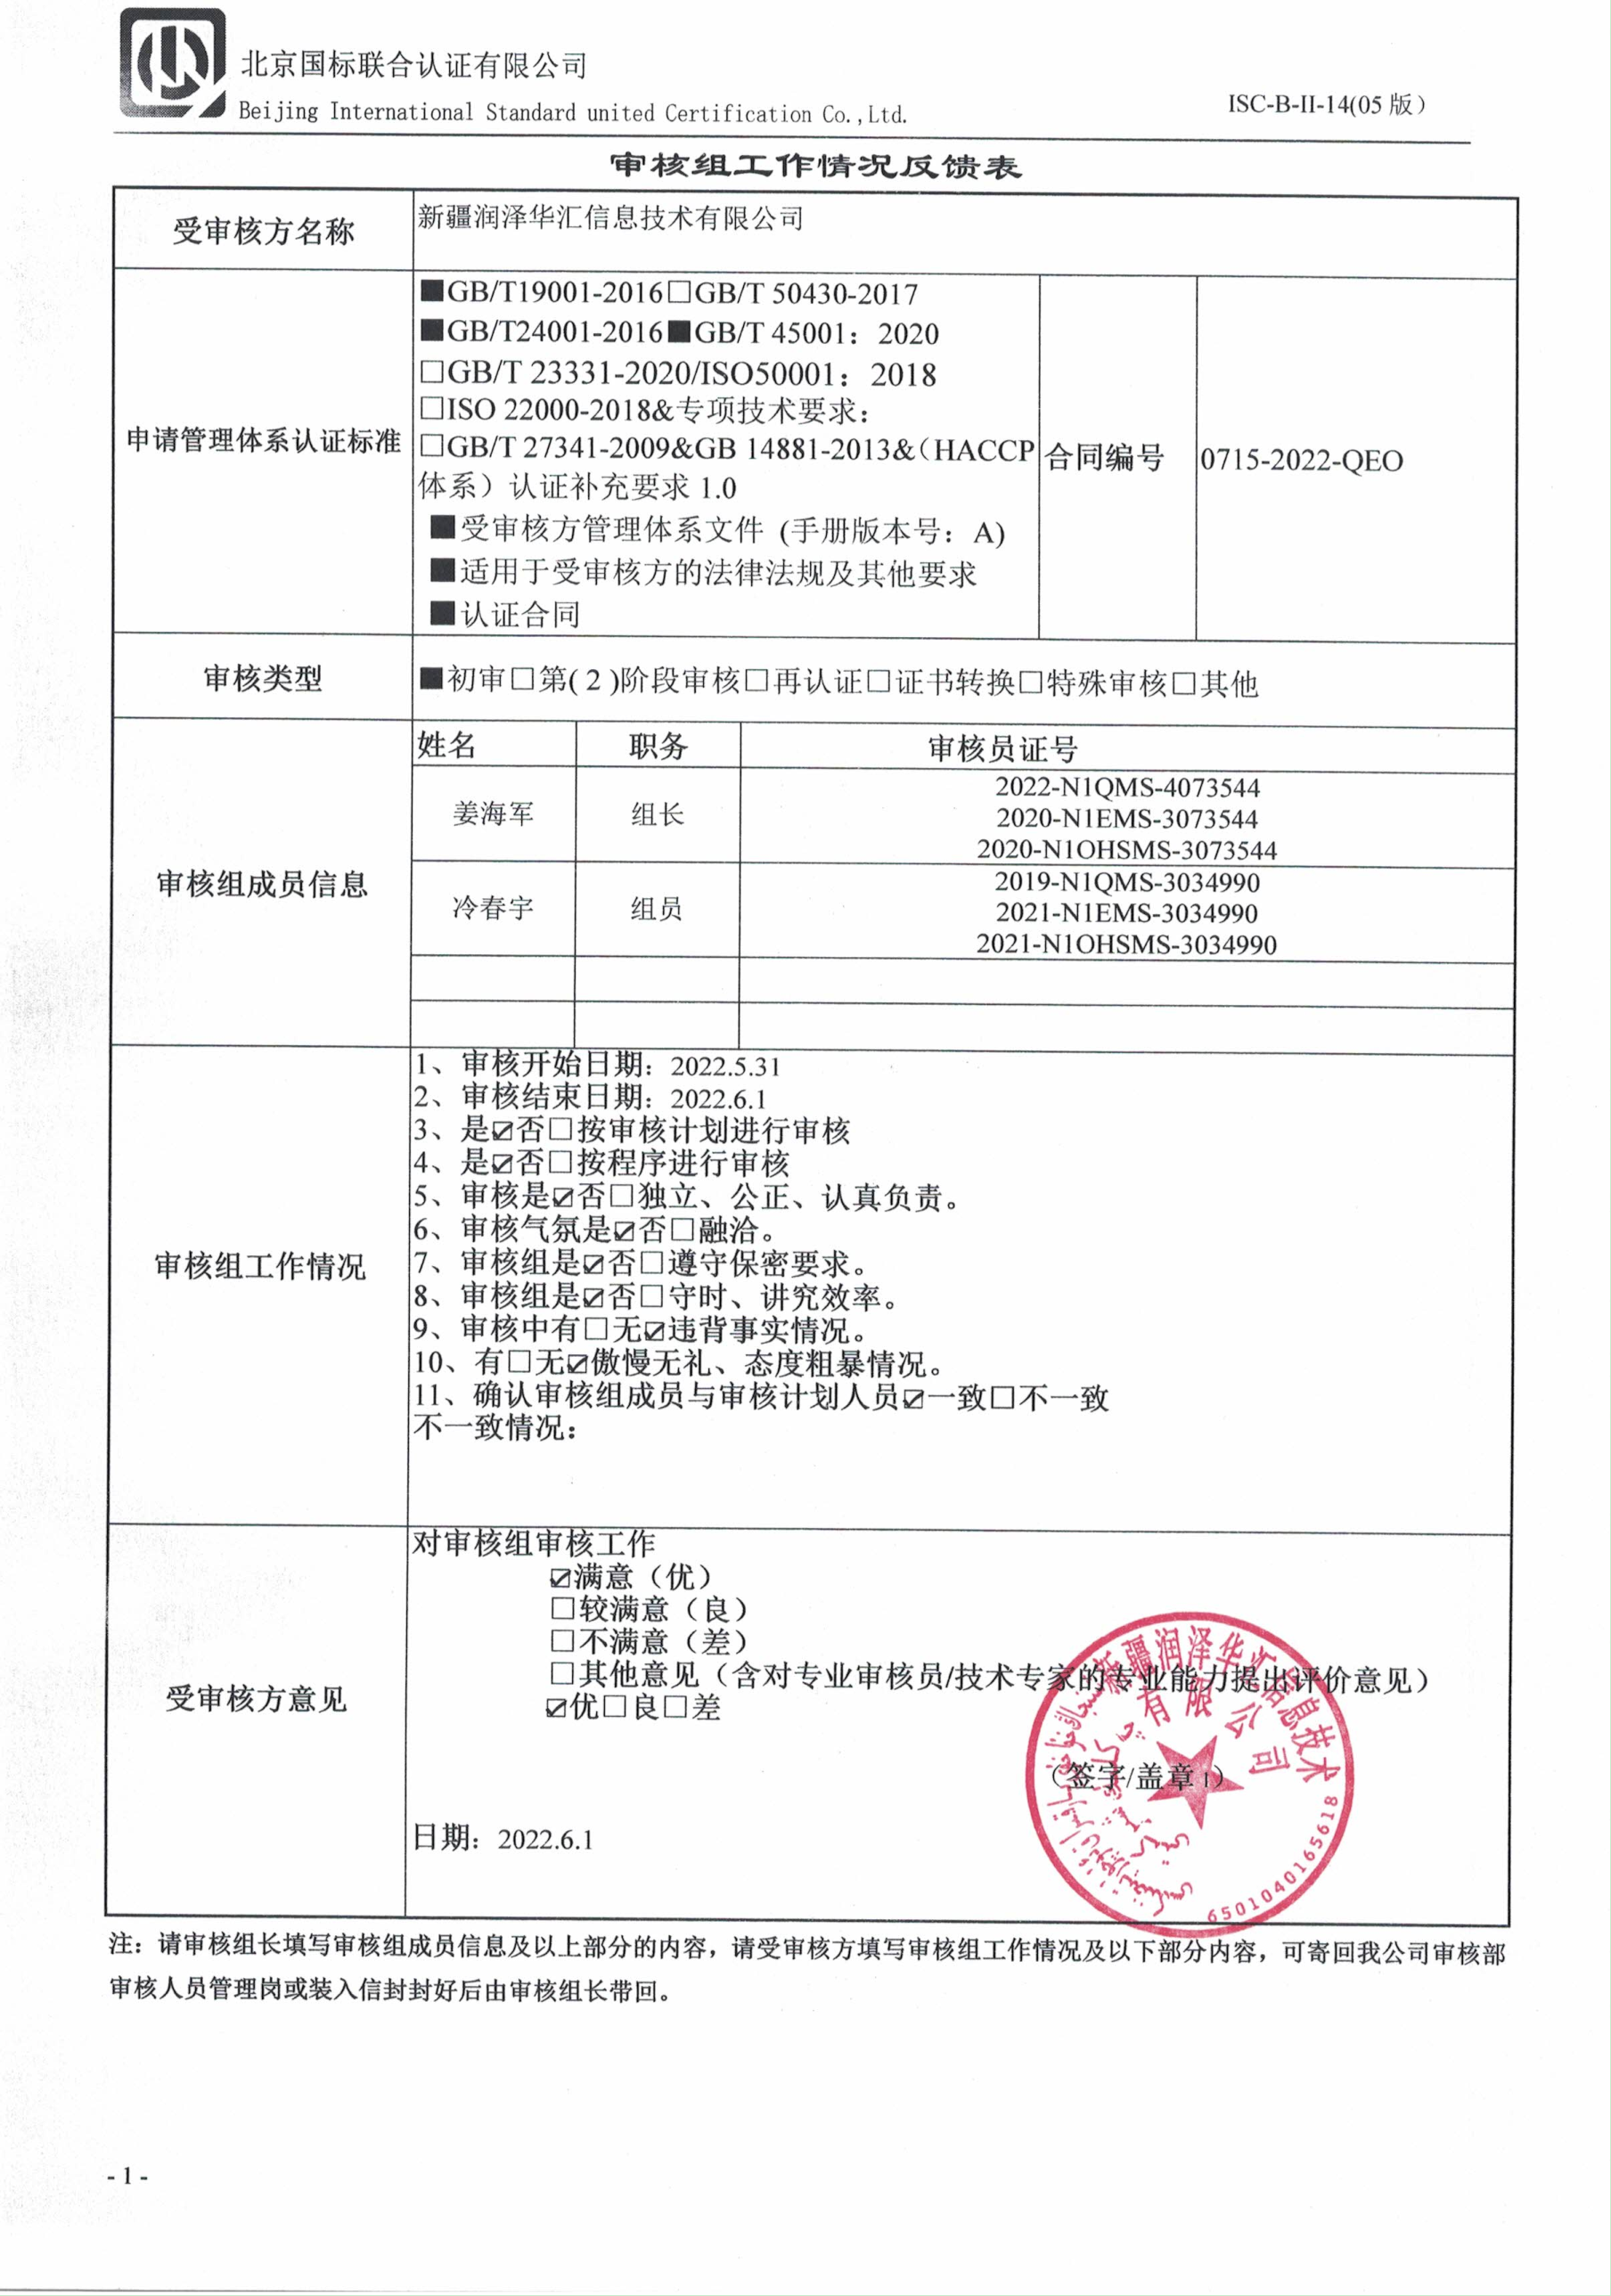 北京国标联合认证有限公司
Beijing International Standard united Certification Co.,Ltd.
ISC-B-II-14(05 版)
审核组工作情况反馈表
受审核方名称
新疆润泽华汇信息技术有限公司
申请管理体系认证标准
■GB/T19001-2016□GB/T 50430-2017
■GB/T24001-2016■GB/T 45001：2020
□GB/T 23331-2020/ISO50001：2018
□ISO 22000-2018&专项技术要求：
□GB/T 27341-2009&GB 14881-2013&（HACCP
体系）认证补充要求 1.0
■受审核方管理体系文件 (手册版本号：A)
■适用于受审核方的法律法规及其他要求
■认证合同
合同编号
0715-2022-QEO
审核类型
■初审□第( 2 )阶段审核□再认证□证书转换□特殊审核□其他
审核组成员信息
姓名 职务 审核员证号
姜海军 组长
2022-N1QMS-4073544
2020-N1EMS-3073544
2020-N1OHSMS-3073544
冷春宇 组员
2019-N1QMS-3034990
2021-N1EMS-3034990
2021-N1OHSMS-3034990
审核组工作情况
1、审核开始日期：2022.5.31
2、审核结束日期：2022.6.1
3、是☑否□按审核计划进行审核
4、是☑否□按程序进行审核
5、审核是☑否□独立、公正、认真负责。
6、审核气氛是☑否□融洽。
7、审核组是☑否□遵守保密要求。
8、审核组是☑否□守时、讲究效率。
9、审核中有□无☑违背事实情况。
10、有□无☑傲慢无礼、态度粗暴情况。
11、确认审核组成员与审核计划人员☑一致□不一致
不一致情况：
受审核方意见
对审核组审核工作
☑满意（优）
□较满意（良）
□不满意（差）
□其他意见（含对专业审核员/技术专家的专业能力提出评价意见）
☑优□良□差
（签字/盖章）
日期：2022.6.1
新疆润泽华汇信息技术
有限公司
6501040165618
注：请审核组长填写审核组成员信息及以上部分的内容，请受审核方填写审核组工作情况及以下部分内容，可寄回我公司审核部
审核人员管理岗或装入信封封好后由审核组长带回。
- 1 -